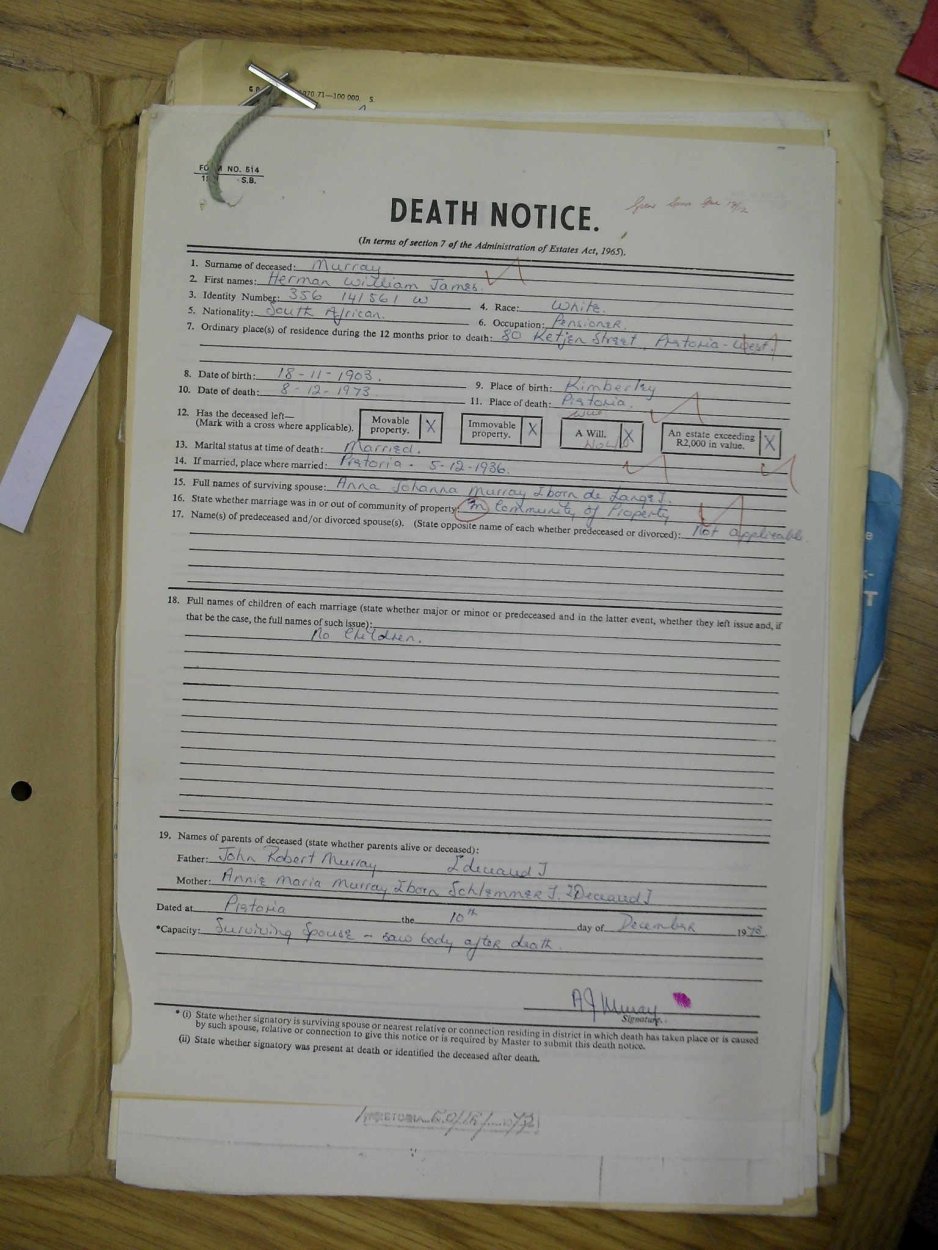 970 71—100 000. S.
FORM NO. 514
S.B.
DEATH NOTICE.
(In terms of section 7 of the Administration of Estates Act, 1965).
1. Surname of deceased: Murray
2. First names: Herman William James.
3. Identity Number: 356 141561 W
4. Race: White.
5. Nationality: South African.
6. Occupation: Pensioner.
7. Ordinary place(s) of residence during the 12 months prior to death: 80 Ketjen Street, Pretoria-West.
8. Date of birth: 18-11-1903.
9. Place of birth: Kimberley
10. Date of death: 8-12-1973
11. Place of death: Pretoria.
12. Has the deceased left—
(Mark with a cross where applicable).
Movable property. X
Immovable property. X
A Will. X
An estate exceeding R2,000 in value. X
13. Marital status at time of death: Married.
14. If married, place where married: Pretoria. 5-12-1936.
15. Full names of surviving spouse: Anna Johanna Murray [born de Lange].
16. State whether marriage was in or out of community of property: In Community of Property
17. Name(s) of predeceased and/or divorced spouse(s). (State opposite name of each whether predeceased or divorced): Not applicable
18. Full names of children of each marriage (state whether major or minor or predeceased and in the latter event, whether they left issue and, if
that be the case, the full names of such issue):
No Children.
19. Names of parents of deceased (state whether parents alive or deceased):
Father: John Robert Murray [deceased]
Mother: Annie Maria Murray [born Schlemmer]. [Deceased]
Dated at Pretoria the 10th day of December 1973
*Capacity: Surviving Spouse – saw body after death.
A J Murray
Signature.
* (i) State whether signatory is surviving spouse or nearest relative or connection residing in district in which death has taken place or is caused
by such spouse, relative or connection to give this notice or is required by Master to submit this death notice.
(ii) State whether signatory was present at death or identified the deceased after death.
PRETORIA